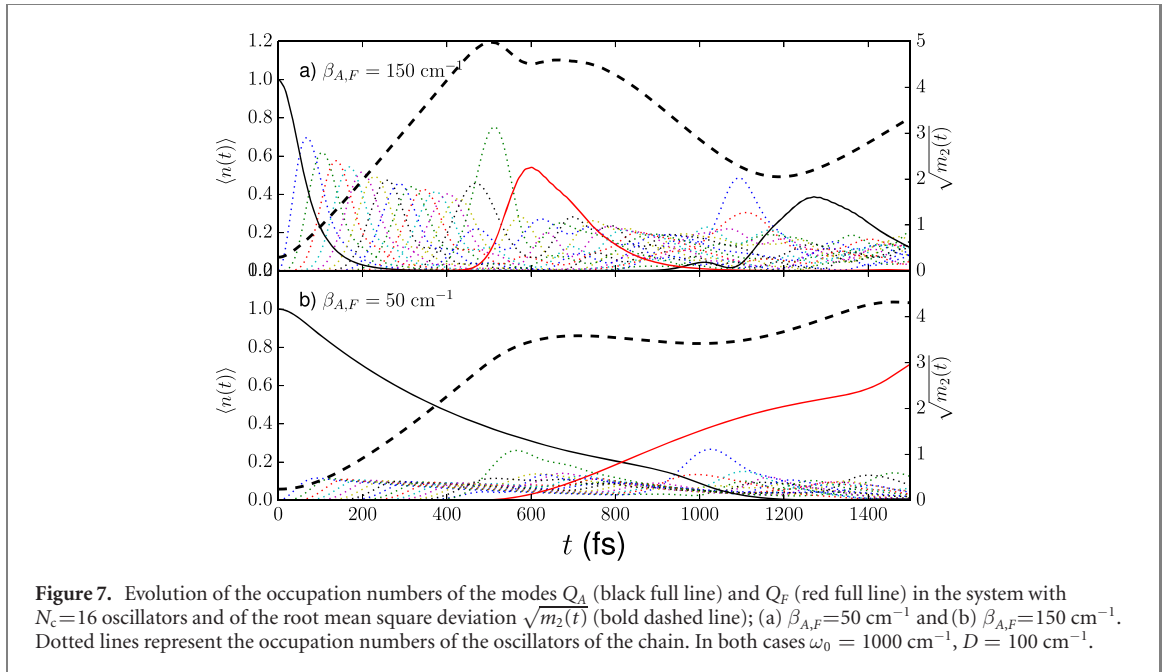 1.2
1.0
0.8
0.6
0.4
0.2
0.0
⟨n(t)⟩
a) β_{A,F} = 150 cm⁻¹
5
4
3
2
1
0
√m₂(t)
1.0
0.8
0.6
0.4
0.2
0.0
⟨n(t)⟩
b) β_{A,F} = 50 cm⁻¹
4
3
2
1
0
√m₂(t)
0 200 400 600 800 1000 1200 1400
t (fs)
Figure 7. Evolution of the occupation numbers of the modes Q_A (black full line) and Q_F (red full line) in the system with
N_c=16 oscillators and of the root mean square deviation √m₂(t) (bold dashed line); (a) β_{A,F}=50 cm⁻¹ and (b) β_{A,F}=150 cm⁻¹.
Dotted lines represent the occupation numbers of the oscillators of the chain. In both cases ω₀ = 1000 cm⁻¹, D = 100 cm⁻¹.